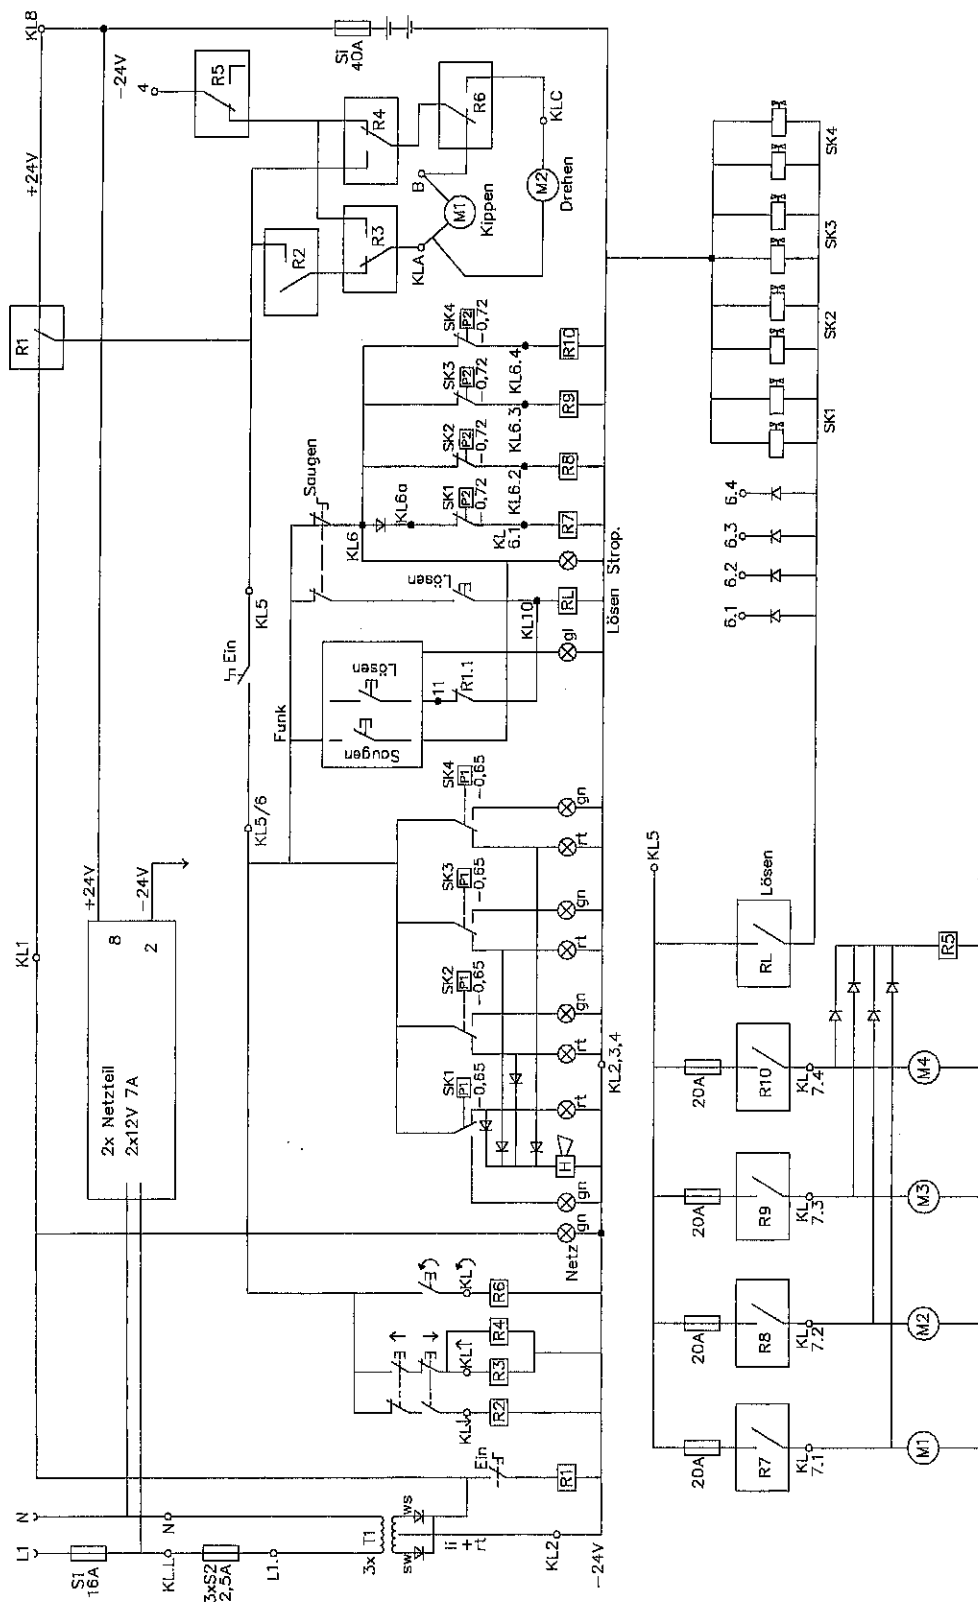 L1
N
S1
16A
KL.L
N
3xS2
2,5A
L1.
3x
T1
sw
ws
li
+
rt
KL2
-24V
Ein
R1
KL1
2x Netzteil
2x12V 7A
8
2
+24V
-24V
KL↓
R2
KL↑
R3
R4
KL
R6
Netz
gn
gn
H
rt
SK1
P1
-0,65
SK2
P1
-0,65
rt
gn
SK3
P1
-0,65
rt
gn
SK4
P1
-0,65
rt
gn
KL2,3,4
KL5/6
Ein
KL5
Funk
Saugen
Lösen
11
R1.1
gl
KL10
RL
Lösen
Lösen
Strop.
Saugen
KL6
KL6a
SK1
P2
-0,72
KL
6.1
R7
SK2
P2
-0,72
KL6.2
R8
SK3
P2
-0,72
KL6.3
R9
SK4
P2
-0,72
KL6.4
R10
R1
+24V
KL8
-24V
4
R5
R2
R3
R4
R6
KLA
B
M1
Kippen
KLC
M2
Drehen
Si
40A
KL5
20A
R7
KL
7.1
M1
20A
R8
KL
7.2
M2
20A
R9
KL
7.3
M3
20A
R10
KL
7.4
M4
RL
Lösen
R5
6.1
6.2
6.3
6.4
SK1
SK2
SK3
SK4